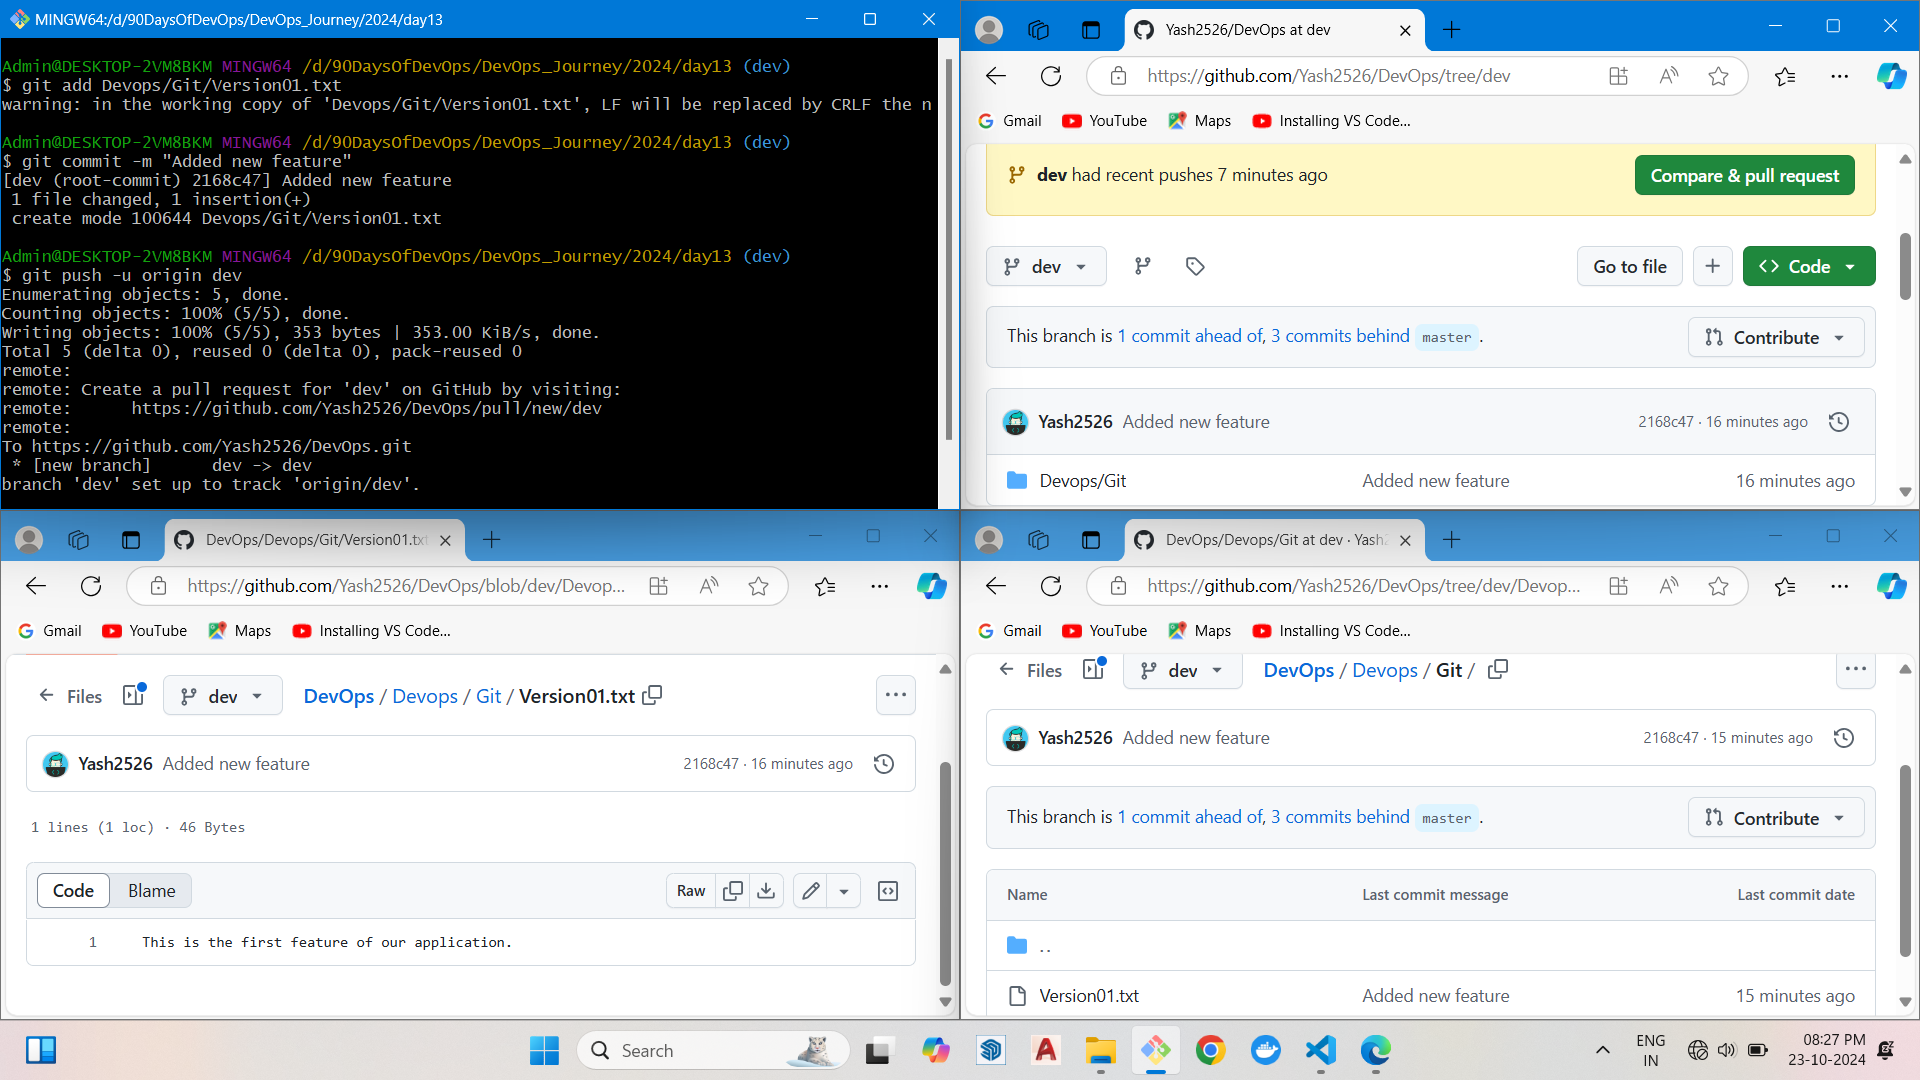 MINGW64:/d/90DaysOfDevOps/DevOps_Journey/2024/day13
Admin@DESKTOP-2VM8BKM MINGW64 /d/90DaysOfDevOps/DevOps_Journey/2024/day13 (dev)
$ git add Devops/Git/Version01.txt
warning: in the working copy of 'Devops/Git/Version01.txt', LF will be replaced by CRLF the n
Admin@DESKTOP-2VM8BKM MINGW64 /d/90DaysOfDevOps/DevOps_Journey/2024/day13 (dev)
$ git commit -m "Added new feature"
[dev (root-commit) 2168c47] Added new feature
1 file changed, 1 insertion(+)
create mode 100644 Devops/Git/Version01.txt
Admin@DESKTOP-2VM8BKM MINGW64 /d/90DaysOfDevOps/DevOps_Journey/2024/day13 (dev)
$ git push -u origin dev
Enumerating objects: 5, done.
Counting objects: 100% (5/5), done.
Writing objects: 100% (5/5), 353 bytes | 353.00 KiB/s, done.
Total 5 (delta 0), reused 0 (delta 0), pack-reused 0
remote:
remote: Create a pull request for 'dev' on GitHub by visiting:
remote:      https://github.com/Yash2526/DevOps/pull/new/dev
remote:
To https://github.com/Yash2526/DevOps.git
* [new branch]      dev -> dev
branch 'dev' set up to track 'origin/dev'.
Yash2526/DevOps at dev
https://github.com/Yash2526/DevOps/tree/dev
Gmail YouTube Maps Installing VS Code...
dev had recent pushes 7 minutes ago Compare & pull request
dev Go to file Code
This branch is 1 commit ahead of, 3 commits behind master . Contribute
Yash2526 Added new feature 2168c47 · 16 minutes ago
Devops/Git Added new feature 16 minutes ago
DevOps/Devops/Git/Version01.txt
https://github.com/Yash2526/DevOps/blob/dev/Devop...
Gmail YouTube Maps Installing VS Code...
Files dev DevOps / Devops / Git / Version01.txt
Yash2526 Added new feature 2168c47 · 16 minutes ago
1 lines (1 loc) · 46 Bytes
Code Blame Raw
1 This is the first feature of our application.
DevOps/Devops/Git at dev · Yash2
https://github.com/Yash2526/DevOps/tree/dev/Devop...
Gmail YouTube Maps Installing VS Code...
Files dev DevOps / Devops / Git /
Yash2526 Added new feature 2168c47 · 15 minutes ago
This branch is 1 commit ahead of, 3 commits behind master . Contribute
Name Last commit message Last commit date
..
Version01.txt Added new feature 15 minutes ago
Search
ENG
IN
08:27 PM
23-10-2024